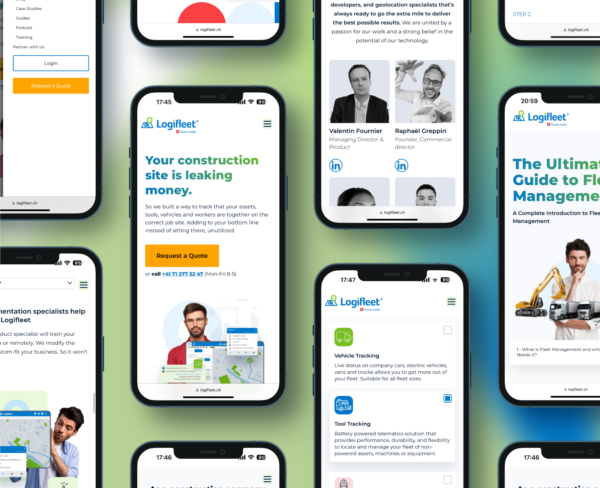 Case Studies
Guides
Podcast
Training
Partner with Us
Login
Request a Quote
logifleet.ch
mentation specialists help
Logifleet
duct specialist will train your
n or remotely. We modify the
stom fit your business. So it won't
logifleet.ch
17:45
Logifleet
Your construction
site is leaking
money.
So we built a way to track that your assets,
tools, vehicles and workers are together on the
correct job site. Adding to your bottom line
instead of sitting there, unutilized.
Request a Quote
or call +41 71 277 52 47 (Mon-Fri 8-5)
logifleet.ch
17:46
developers, and geolocation specialists that's
always ready to go the extra mile to deliver
the best possible results. We are united by a
passion for our work and a strong belief in the
potential of our technology.
Valentin Fournier
Managing Director &
Product
Raphaël Greppin
Founder, Commercial
director
logifleet.ch
17:47
Logifleet
Vehicle Tracking
Live status on company cars, electric vehicles,
vans and trucks allows you to get more out of
your fleet. Suitable for all fleet sizes.
Tool Tracking
Battery powered telematics solution that
provides performance, durability, and flexibility
to locate and manage your fleet of non-
powered assets, machines or equipment.
STEP 2
logifleet.ch
20:59
Logifleet
The Ultima
Guide to Fle
Manageme
A Complete Introduction to Flee
Management
1 - What is Fleet Management and wh
Needs it?
logifleet.ch
17:46